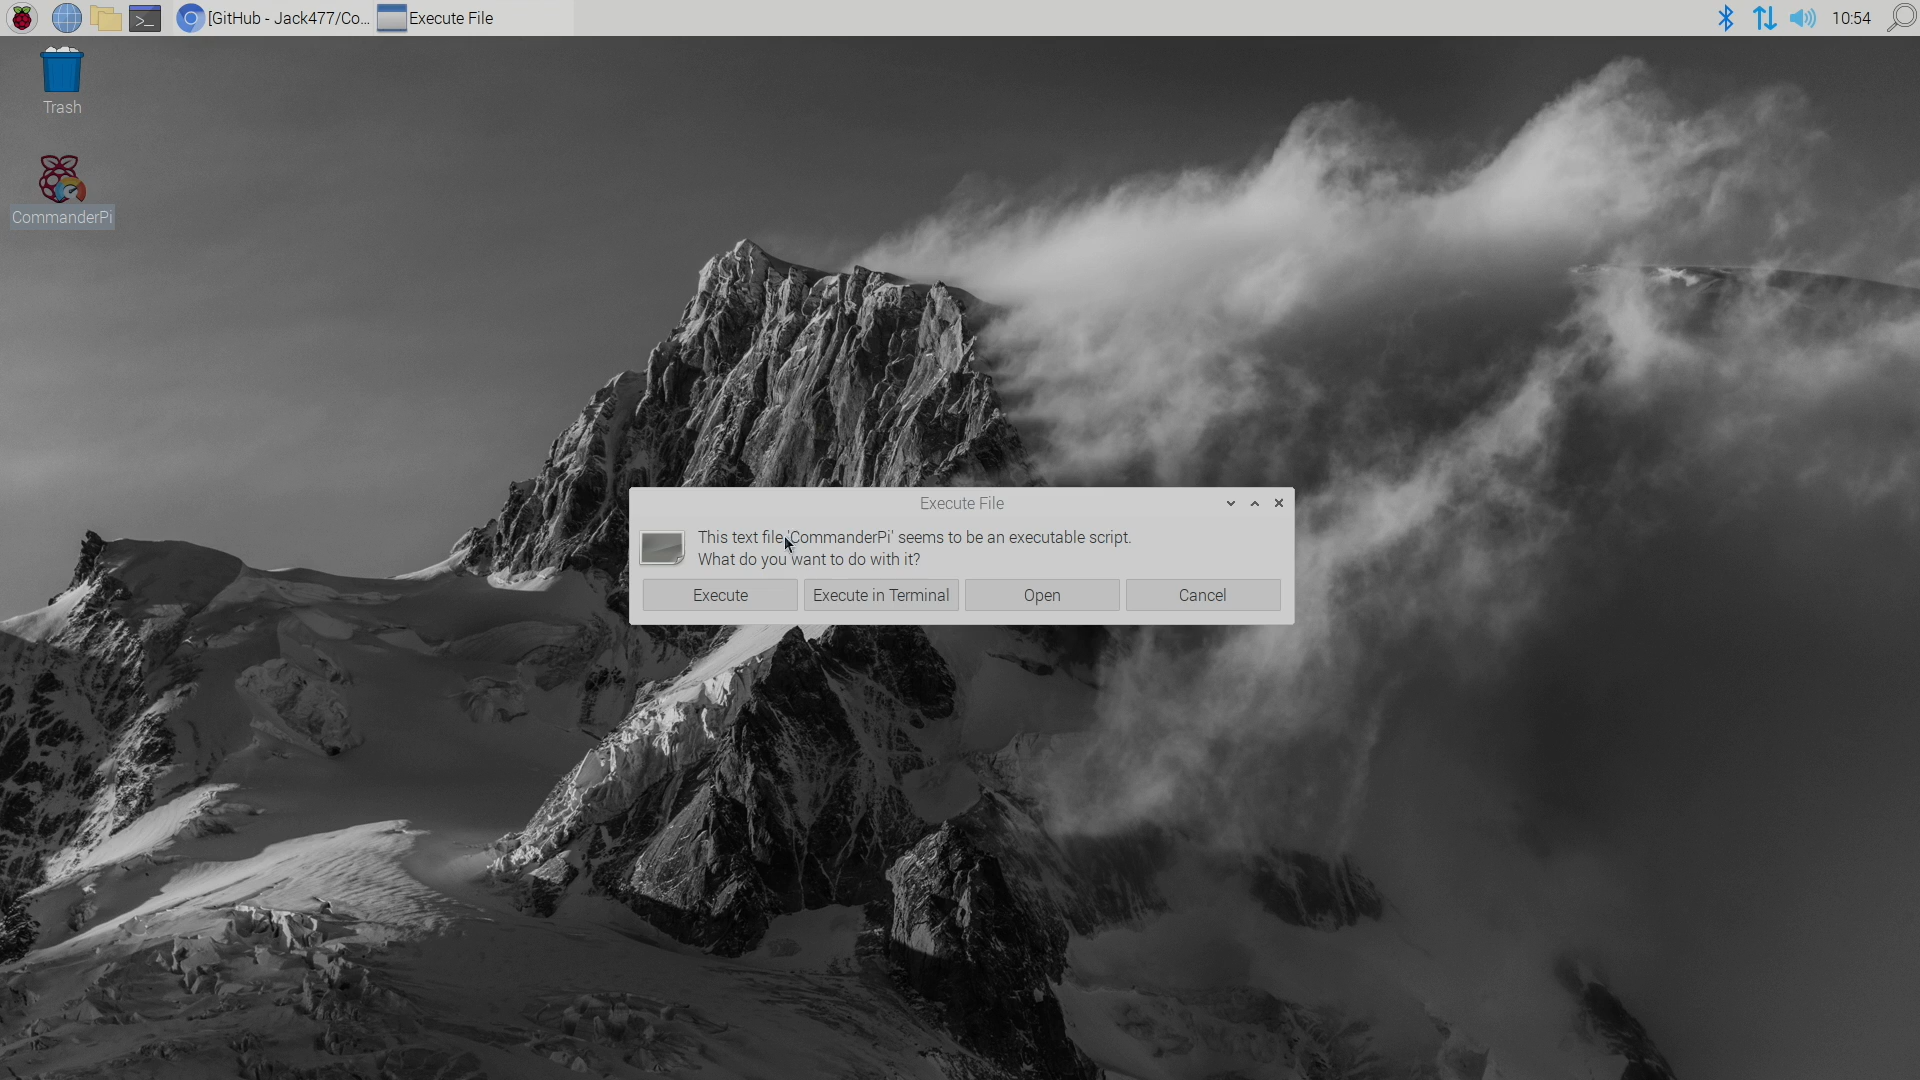 [GitHub - Jack477/Co...
Execute File
10:54
Trash
CommanderPi
Execute File
This text file 'CommanderPi' seems to be an executable script.
What do you want to do with it?
Execute
Execute in Terminal
Open
Cancel